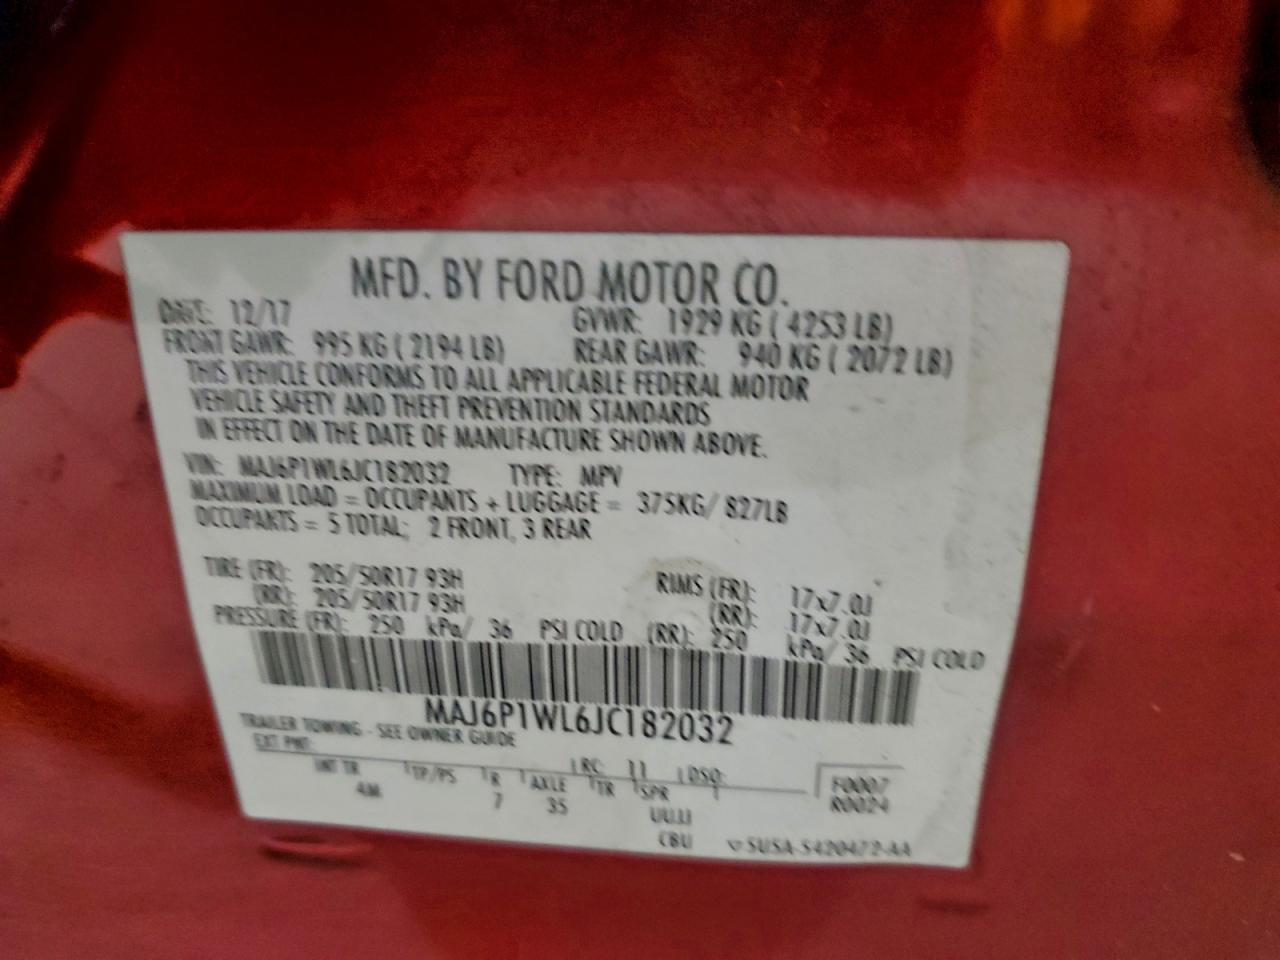 MFD. BY FORD MOTOR CO.
DATE: 12/17 GVWR: 1929 KG ( 4253 LB)
FRONT GAWR: 995 KG ( 2194 LB) REAR GAWR: 940 KG ( 2072 LB)
THIS VEHICLE CONFORMS TO ALL APPLICABLE FEDERAL MOTOR
VEHICLE SAFETY AND THEFT PREVENTION STANDARDS
IN EFFECT ON THE DATE OF MANUFACTURE SHOWN ABOVE.
VIN: MAJ6P1WL6JC182032 TYPE: MPV
MAXIMUM LOAD = OCCUPANTS + LUGGAGE = 375KG/ 827LB
OCCUPANTS = 5 TOTAL; 2 FRONT, 3 REAR
TIRE (FR): 205/50R17 93H RIMS (FR): 17x7.0J
(RR): 205/50R17 93H (RR): 17x7.0J
PRESSURE (FR): 250 kPa/ 36 PSI COLD (RR): 250 kPa/ 36 PSI COLD
MAJ6P1WL6JC182032
TRAILER TOWING - SEE OWNER GUIDE
EXT PNT: RC: 11 DSO:
INT TR TP/PS R AXLE TR SPR F0007
4M 7 35 UUJJ R0024
CBU 5U5A-5420472-AA